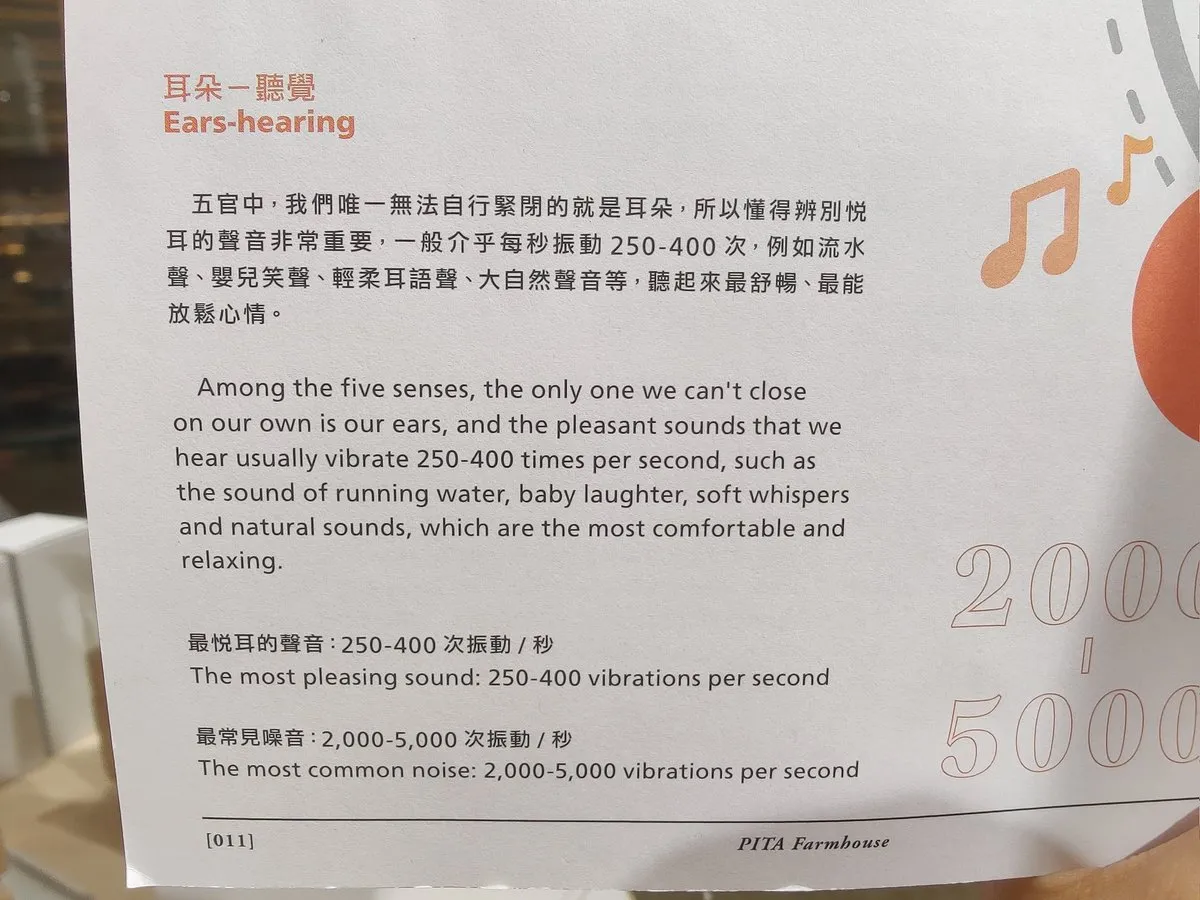 耳朵－聽覺
Ears-hearing
五官中，我們唯一無法自行緊閉的就是耳朵，所以懂得辨別悅
耳的聲音非常重要，一般介乎每秒振動 250-400 次，例如流水
聲、嬰兒笑聲、輕柔耳語聲、大自然聲音等，聽起來最舒暢、最能
放鬆心情。
Among the five senses, the only one we can't close
on our own is our ears, and the pleasant sounds that we
hear usually vibrate 250-400 times per second, such as
the sound of running water, baby laughter, soft whispers
and natural sounds, which are the most comfortable and
relaxing.
2000
|
5000
最悅耳的聲音：250-400 次振動 / 秒
The most pleasing sound: 250-400 vibrations per second
最常見噪音：2,000-5,000 次振動 / 秒
The most common noise: 2,000-5,000 vibrations per second
[011]
PITA Farmhouse